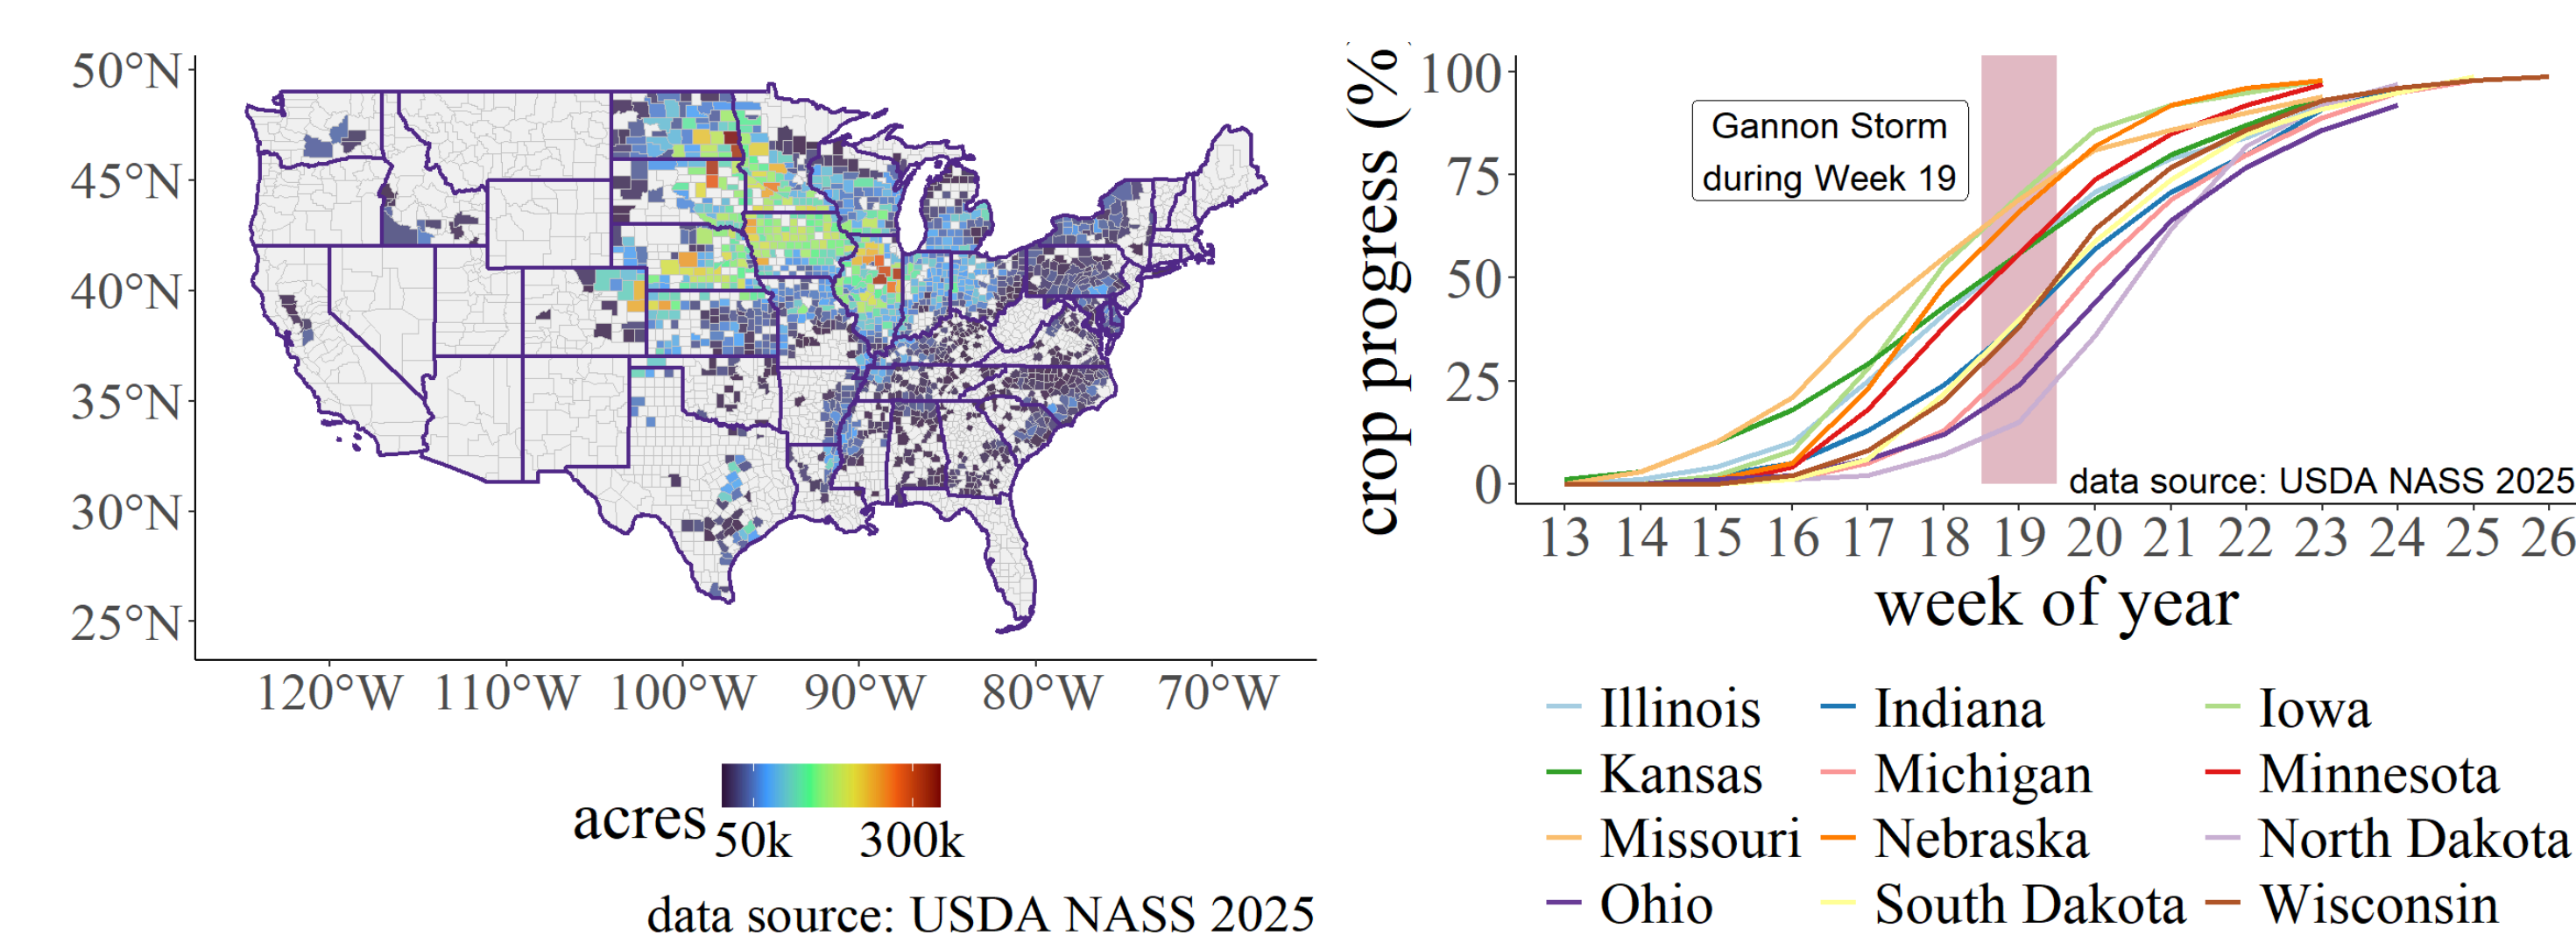 50°N
45°N
40°N
35°N
30°N
25°N
120°W 110°W 100°W 90°W 80°W 70°W
acres
50k 300k
data source: USDA NASS 2025
crop progress (%
100
75
50
25
0
Gannon Storm
during Week 19
data source: USDA NASS 2025
13 14 15 16 17 18 19 20 21 22 23 24 25 26
week of year
Illinois Indiana Iowa
Kansas Michigan Minnesota
Missouri Nebraska North Dakota
Ohio South Dakota Wisconsin